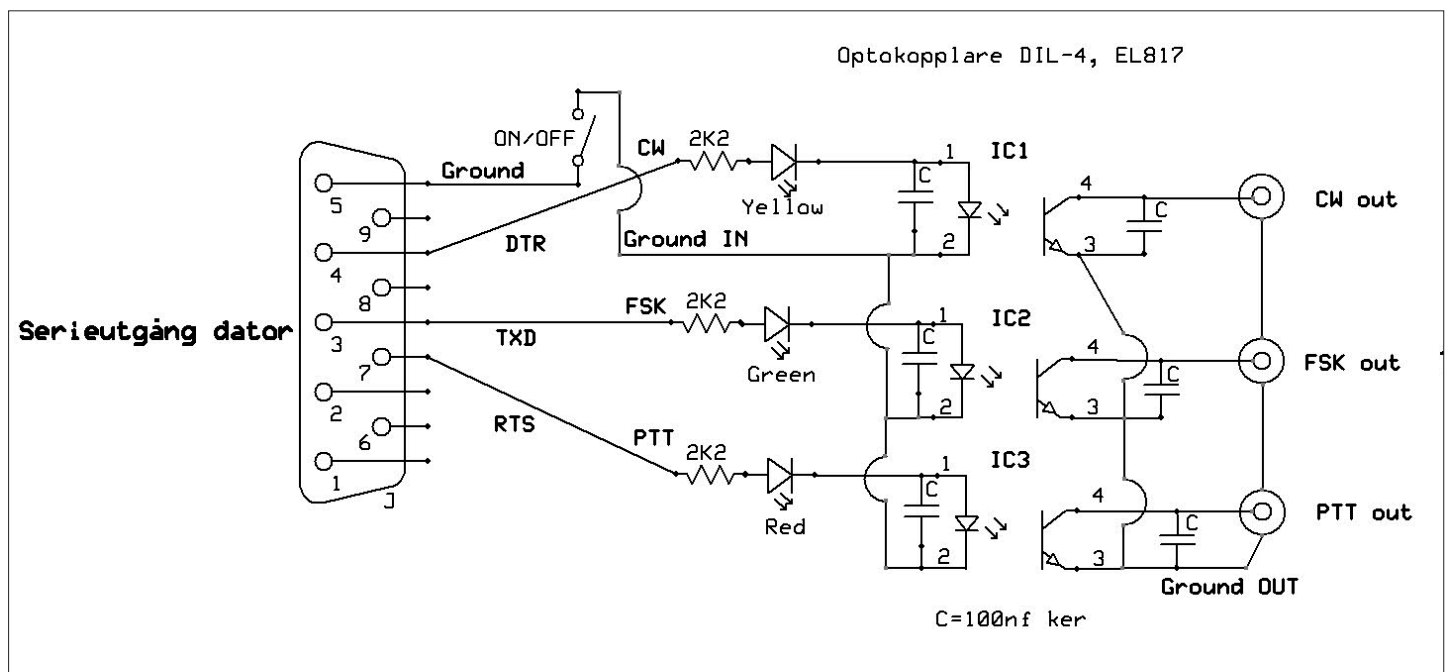 Optokopplare DIL-4, EL817
ON/OFF
CW
2K2
1
IC1
Ground
C
4
CW out
5
Yellow
C
9
DTR
Ground IN
2
3
4
8
FSK
2K2
1
IC2
Serieutgång dator
3
TXD
C
4
FSK out
7
Green
C
2
2
3
RTS
PTT
6
2K2
1
IC3
1
C
4
J
Red
C
PTT out
2
3
Ground OUT
C=100nf ker